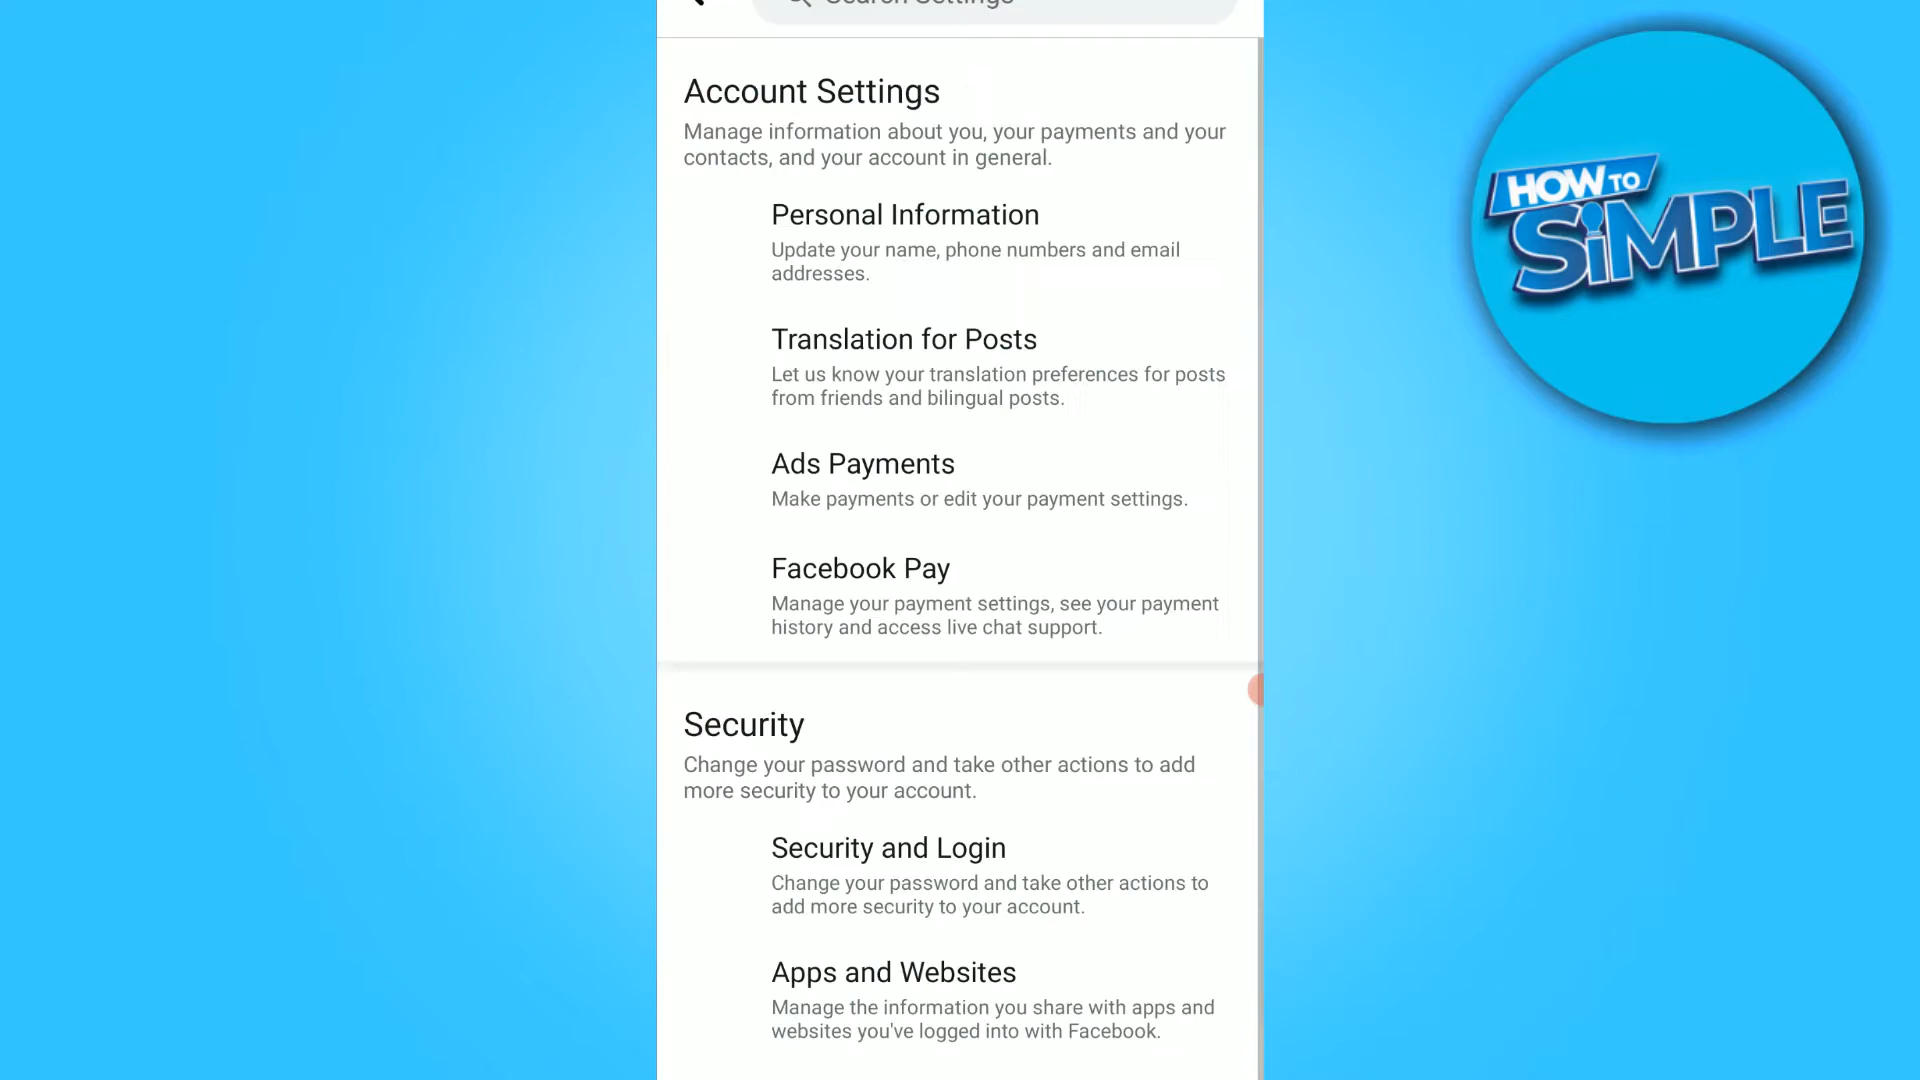 Search Settings
Account Settings
Manage information about you, your payments and your
contacts, and your account in general.
Personal Information
Update your name, phone numbers and email
addresses.
Translation for Posts
Let us know your translation preferences for posts
from friends and bilingual posts.
Ads Payments
Make payments or edit your payment settings.
Facebook Pay
Manage your payment settings, see your payment
history and access live chat support.
Security
Change your password and take other actions to add
more security to your account.
Security and Login
Change your password and take other actions to
add more security to your account.
Apps and Websites
Manage the information you share with apps and
websites you've logged into with Facebook.
HOW TO
SiMPLE